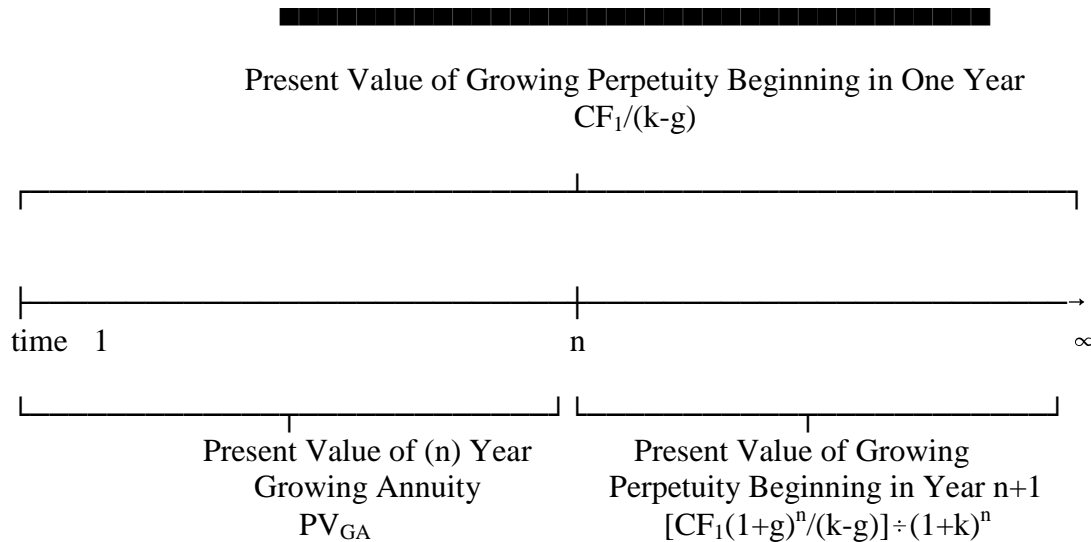 Present Value of Growing Perpetuity Beginning in One Year
CF₁/(k-g)
time 1 n ∞
Present Value of (n) Year
Growing Annuity
PV_GA
Present Value of Growing
Perpetuity Beginning in Year n+1
[CF₁(1+g)ⁿ/(k-g)]÷(1+k)ⁿ